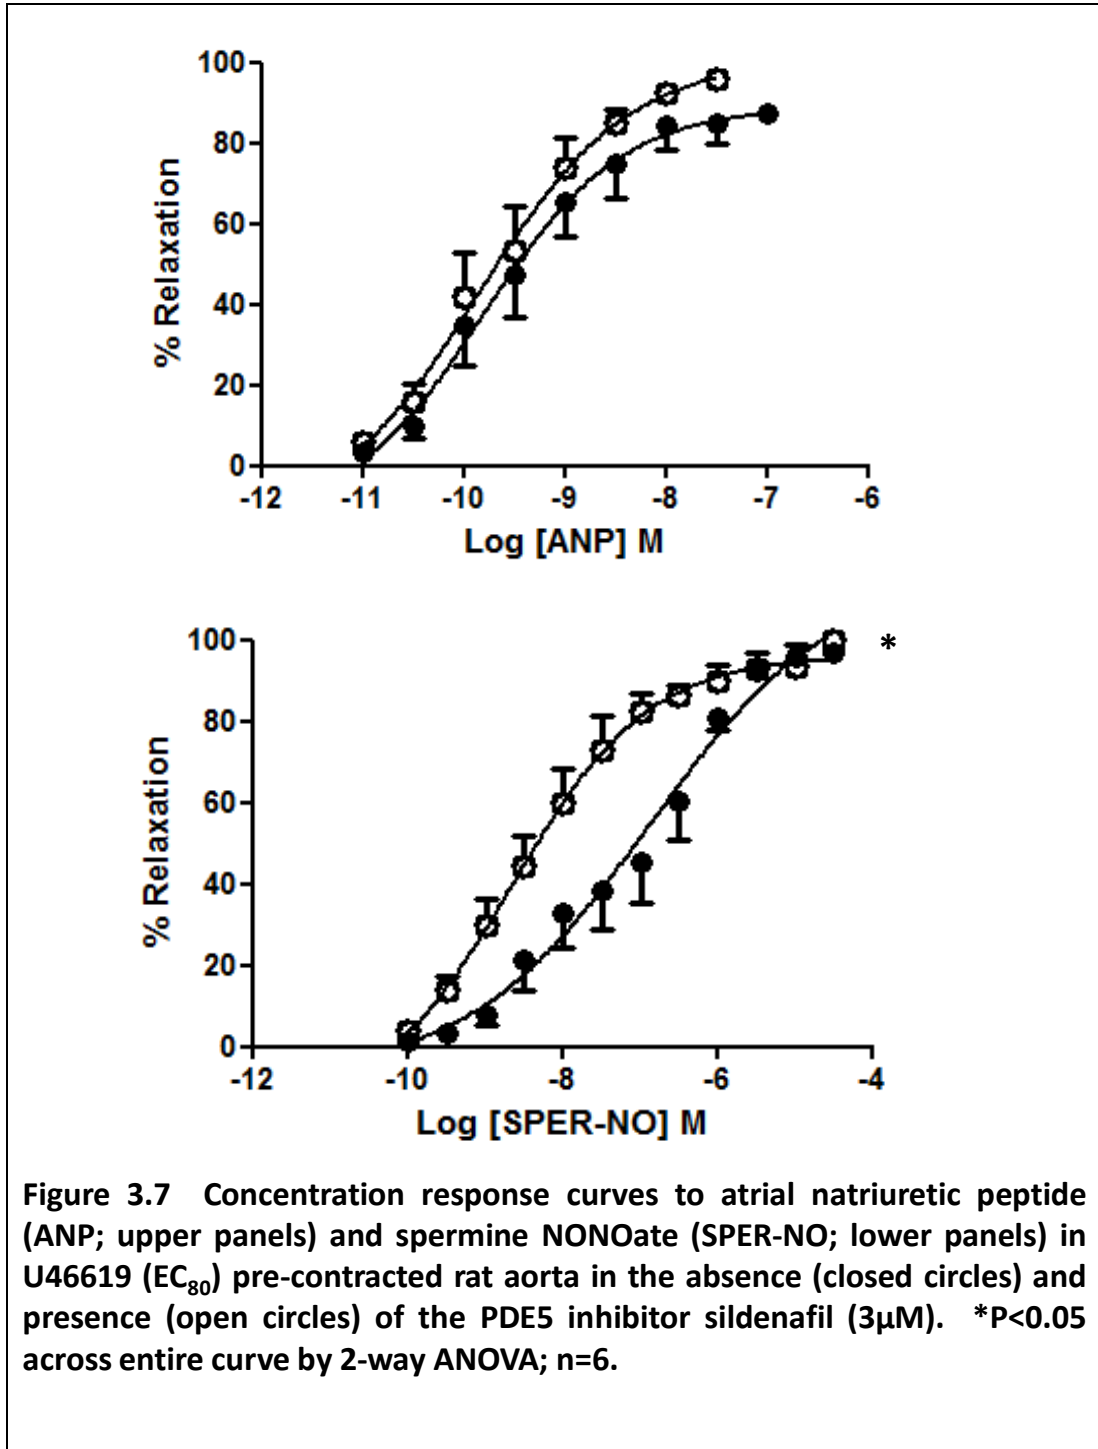 100
80
60
40
20
0
% Relaxation
-12 -11 -10 -9 -8 -7 -6
Log [ANP] M
100
80
60
40
20
0
% Relaxation
*
-12 -10 -8 -6 -4
Log [SPER-NO] M
Figure 3.7 Concentration response curves to atrial natriuretic peptide
(ANP; upper panels) and spermine NONOate (SPER-NO; lower panels) in
U46619 (EC₈₀) pre-contracted rat aorta in the absence (closed circles) and
presence (open circles) of the PDE5 inhibitor sildenafil (3μM). *P<0.05
across entire curve by 2-way ANOVA; n=6.